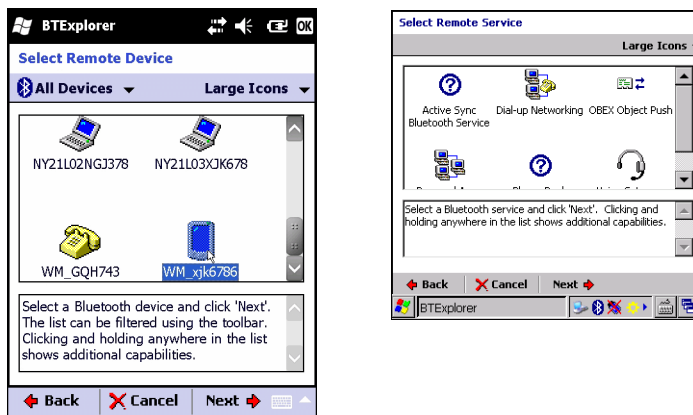 BTExplorer
OK
Select Remote Device
All Devices
Large Icons
NY21L02NGJ378
NY21L03XJK678
WM_GQH743
WM_xjk6786
Select a Bluetooth device and click 'Next'.
The list can be filtered using the toolbar.
Clicking and holding anywhere in the list
shows additional capabilities.
Back
Cancel
Next
Select Remote Service
Large Icons
Active Sync
Bluetooth Service
Dial-up Networking
OBEX Object Push
Select a Bluetooth service and click 'Next'. Clicking and
holding anywhere in the list shows additional capabilities.
Back
Cancel
Next
BTExplorer